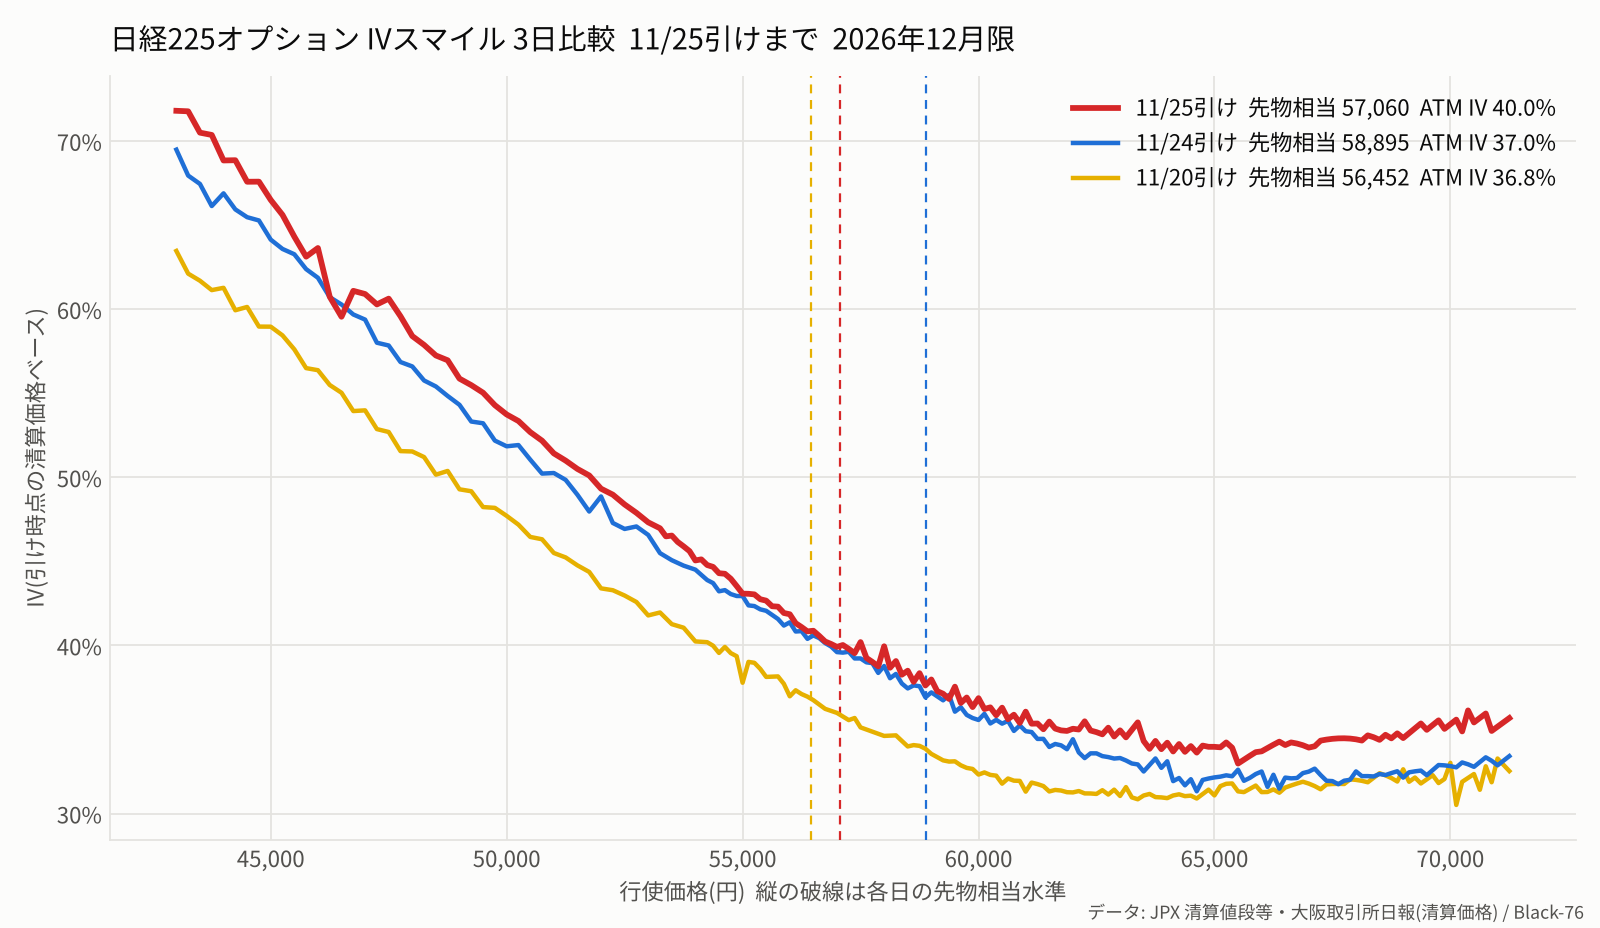 日経225オプション IVスマイル 3日比較 11/25引けまで 2026年12月限
11/25引け 先物相当 57,060 ATM IV 40.0%
11/24引け 先物相当 58,895 ATM IV 37.0%
11/20引け 先物相当 56,452 ATM IV 36.8%
IV(引け時点の清算価格ベース)
70%
60%
50%
40%
30%
45,000 50,000 55,000 60,000 65,000 70,000
行使価格(円) 縦の破線は各日の先物相当水準
データ: JPX 清算値段等・大阪取引所日報(清算価格) / Black-76